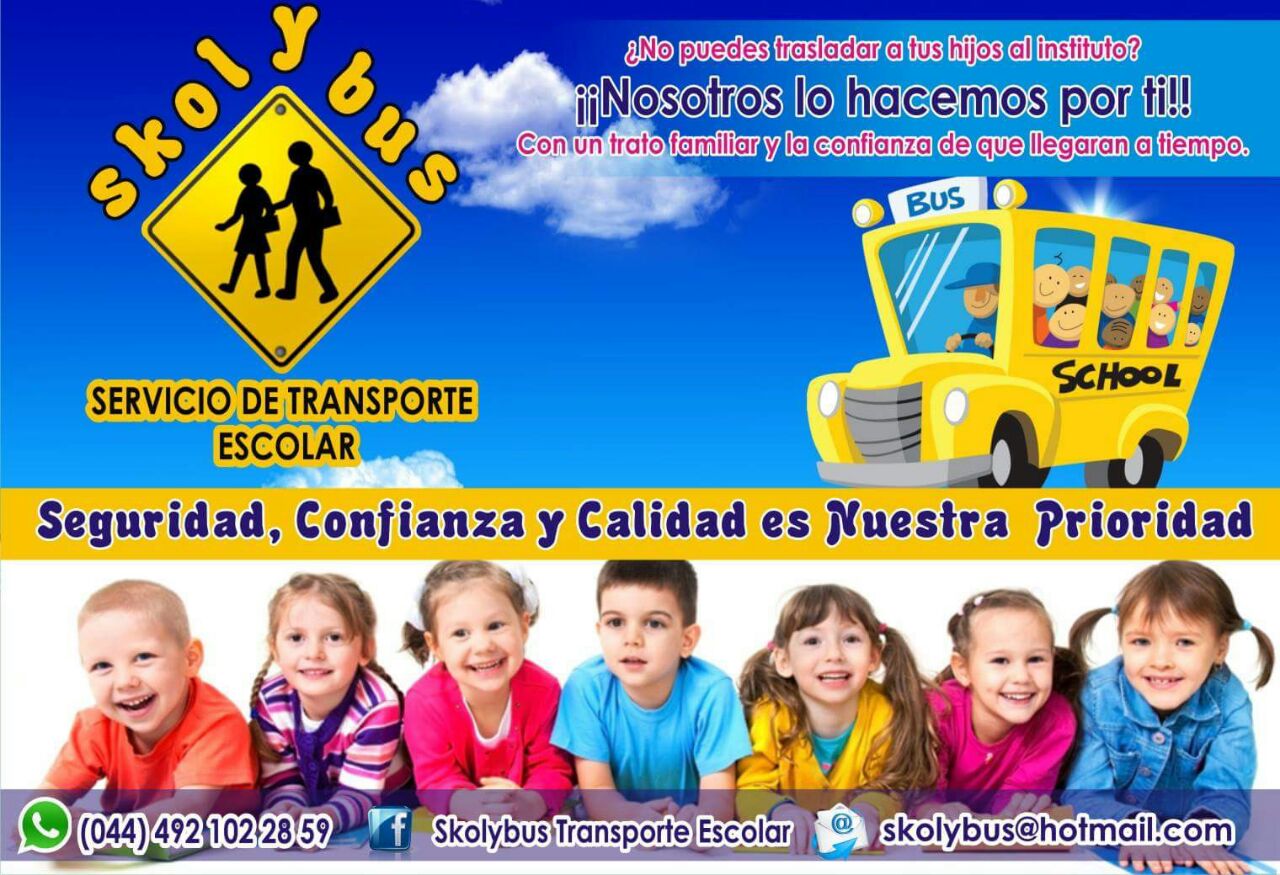 skolybus
SERVICIO DE TRANSPORTE
ESCOLAR
¿No puedes trasladar a tus hijos al instituto?
¡¡Nosotros lo hacemos por ti!!
Con un trato familiar y la confianza de que llegaran a tiempo.
BUS
SCHOOL
Seguridad, Confianza y Calidad es Nuestra Prioridad
(044) 492 102 28 59
f
Skolybus Transporte Escolar
@
skolybus@hotmail.com